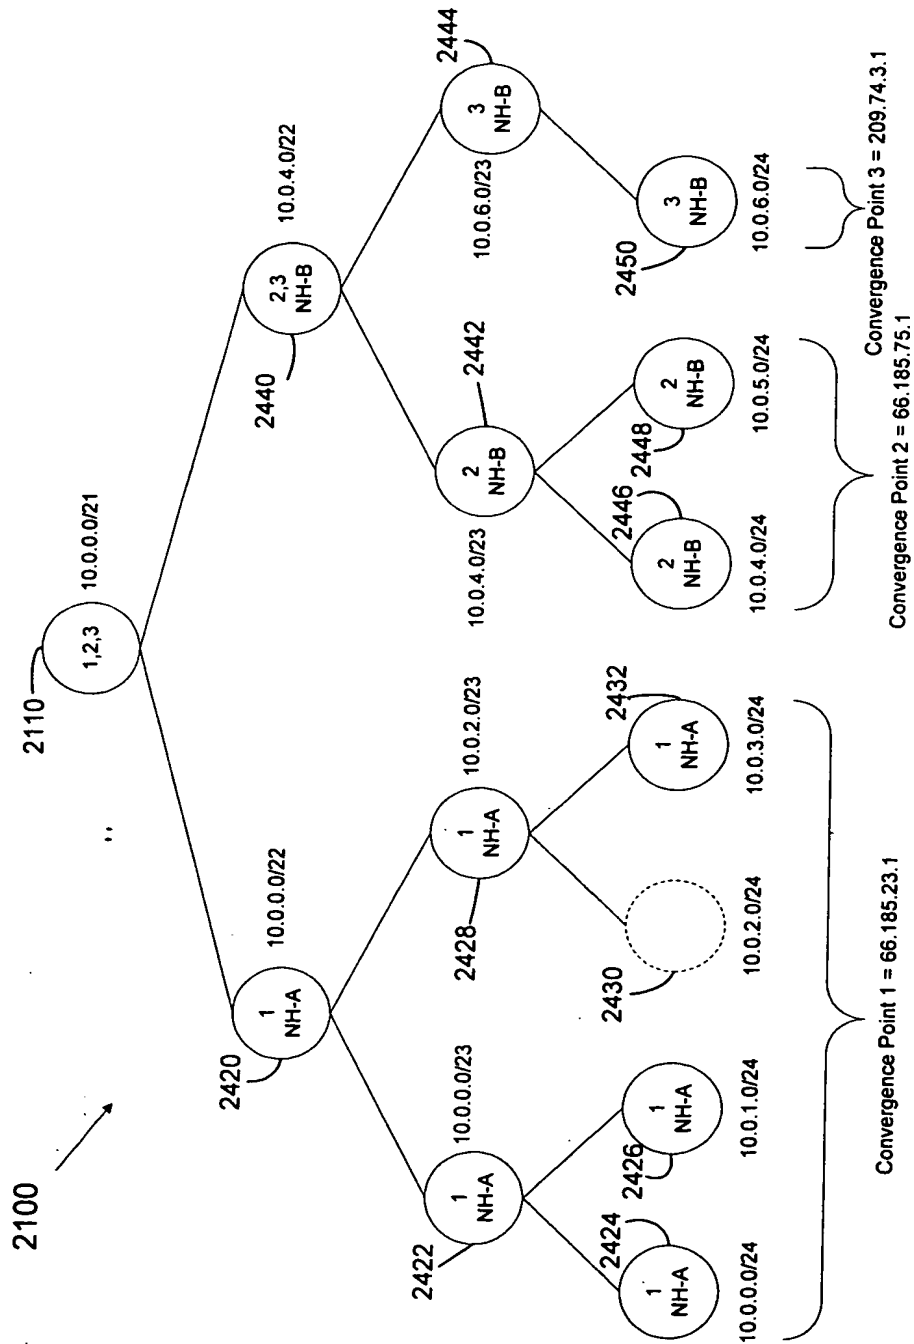 2100
2110
1,2,3
10.0.0.0/21
2420
1
NH-A
10.0.0.0/22
2440
2,3
NH-B
10.0.4.0/22
2422
1
NH-A
10.0.0.0/23
2428
1
NH-A
10.0.2.0/23
10.0.4.0/23
2
NH-B
2442
10.0.6.0/23
3
NH-B
2444
1
NH-A
2424
10.0.0.0/24
2426
1
NH-A
10.0.1.0/24
2430
10.0.2.0/24
1
NH-A
2432
10.0.3.0/24
2
NH-B
2446
10.0.4.0/24
2448
2
NH-B
10.0.5.0/24
2450
3
NH-B
10.0.6.0/24
Convergence Point 1 = 66.185.23.1
Convergence Point 2 = 66.185.75.1
Convergence Point 3 = 209.74.3.1